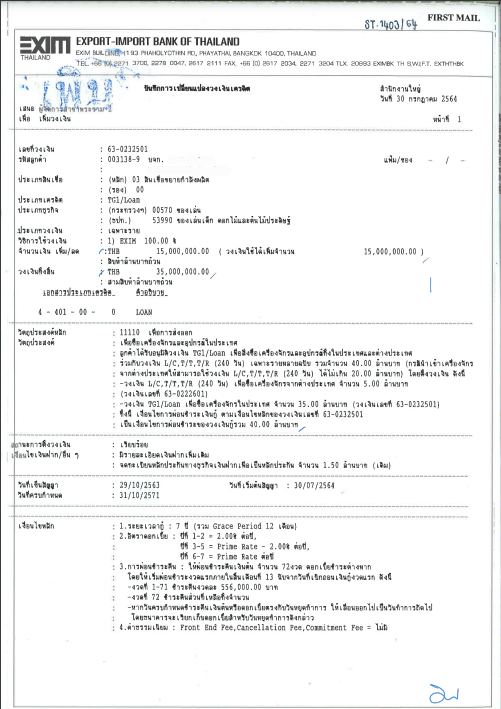 ST.1403/64
FIRST MAIL
EXIM
THAILAND
EXPORT-IMPORT BANK OF THAILAND
EXIM BUILDING, 1193 PHAHOLYOTHIN RD, PHAYATHAI, BANGKOK 10400, THAILAND
TEL.+66 (0) 2271 3700, 2278 0047, 2617 2111 FAX. +66 (0) 2617 2034, 2271 3204 TLX. 20893 EXIMBK TH S.W.I.F.T. EXTHTHBK
บันทึกการเปลี่ยนแปลงวงเงินเครดิต
สำนักงานใหญ่
วันที่ 30 กรกฎาคม 2564
เสนอ
เพื่อ เพิ่มวงเงิน
หน้าที่ 1
เลขที่วงเงิน : 63-0232501
รหัสลูกค้า : 003138-9 บจก.
แฟ้ม/ซอง - / -
ประเภทสินเชื่อ : (หลัก) 03 สินเชื่อขยายกำลังผลิต
: (รอง) 00
ประเภทเครดิต : TG1/Loan
ประเภทธุรกิจ : (กระทรวงฯ) 00570 ของเล่น
: (ธปท.) 53990 ของเล่นเด็ก ดอกไม้และต้นไม้ประดิษฐ์
ประเภทวงเงิน : เฉพาะราย
วิธีการใช้วงเงิน : 1) EXIM 100.00 %
จำนวนเงิน เพิ่ม/ลด : THB 15,000,000.00 ( วงเงินใช้ได้เพิ่มจำนวน 15,000,000.00 )
: สิบห้าล้านบาทถ้วน
วงเงินทั้งสิ้น : THB 35,000,000.00
: สามสิบห้าล้านบาทถ้วน
เอกสารประเภทเครดิต คำอธิบาย
4 - 401 - 00 - 0 LOAN
วัตถุประสงค์หลัก : 11110 เพื่อการส่งออก
วัตถุประสงค์ : เพื่อซื้อเครื่องจักรและอุปกรณ์ในประเทศ
: ลูกค้าได้รับอนุมัติวงเงิน TG1/Loan เพื่อสั่งซื้อเครื่องจักรและอุปกรณ์ทั้งในประเทศและต่างประเทศ
: ร่วมกับวงเงิน L/C,T/T,T/R (240 วัน) เฉพาะรายหมายฉบับ รวมจำนวน 40.00 ล้านบาท (กรณีนำเข้าเครื่องจักร
: จากต่างประเทศให้สามารถใช้วงเงิน L/C,T/T,T/R (240 วัน) ได้ไม่เกิน 20.00 ล้านบาท) โดยตั้งวงเงิน ดังนี้
: -วงเงิน L/C,T/T,T/R (240 วัน) เพื่อซื้อเครื่องจักรจากต่างประเทศ จำนวน 5.00 ล้านบาท
: (วงเงินเลขที่ 63-0222601)
: -วงเงิน TG1/Loan เพื่อซื้อเครื่องจักรในประเทศ จำนวน 35.00 ล้านบาท (วงเงินเลขที่ 63-0232501)
: ทั้งนี้ เงื่อนไขการผ่อนชำระเงินกู้ ตามเงื่อนไขหลักของวงเงินเลขที่ 63-0232501
: เป็นเงื่อนไขการผ่อนชำระของวงเงินกู้รวม 40.00 ล้านบาท
สถานะการตั้งวงเงิน : เรียบร้อย
เงื่อนไขเงินฝาก/อื่น ๆ : มีรายละเอียดเงินฝากเพิ่มเติม
: จดทะเบียนหลักประกันทางธุรกิจเงินฝากเพื่อเป็นหลักประกัน จำนวน 1.50 ล้านบาท (เดิม)
วันที่เซ็นสัญญา : 29/10/2563 วันที่เริ่มต้นสัญญา : 30/07/2564
วันที่ครบกำหนด : 31/10/2571
เงื่อนไขหลัก : 1.ระยะเวลากู้ : 7 ปี (รวม Grace Period 12 เดือน)
: 2.อัตราดอกเบี้ย : ปีที่ 1-2 = 2.00% ต่อปี,
: ปีที่ 3-5 = Prime Rate - 2.00% ต่อปี,
: ปีที่ 6-7 = Prime Rate ต่อปี
: 3.การผ่อนชำระคืน : ให้ผ่อนชำระคืนเงินต้น จำนวน 72งวด ดอกเบี้ยชำระต่างหาก
: โดยให้เริ่มผ่อนชำระงวดแรกภายในสิ้นเดือนที่ 13 นับจากวันที่เบิกถอนเงินกู้งวดแรก ดังนี้
: -งวดที่ 1-71 ชำระคืนงวดละ 556,000.00 บาท
: -งวดที่ 72 ชำระคืนส่วนที่เหลือทั้งจำนวน
: -หากวันครบกำหนดชำระคืนเงินต้นหรือดอกเบี้ยตรงกับวันหยุดทำการ ให้เลื่อนออกไปเป็นวันทำการถัดไป
: โดยธนาคารจะเรียกเก็บดอกเบี้ยสำหรับวันหยุดทำการดังกล่าว
: 4.ค่าธรรมเนียม : Front End Fee,Cancellation Fee,Commitment Fee = ไม่มี